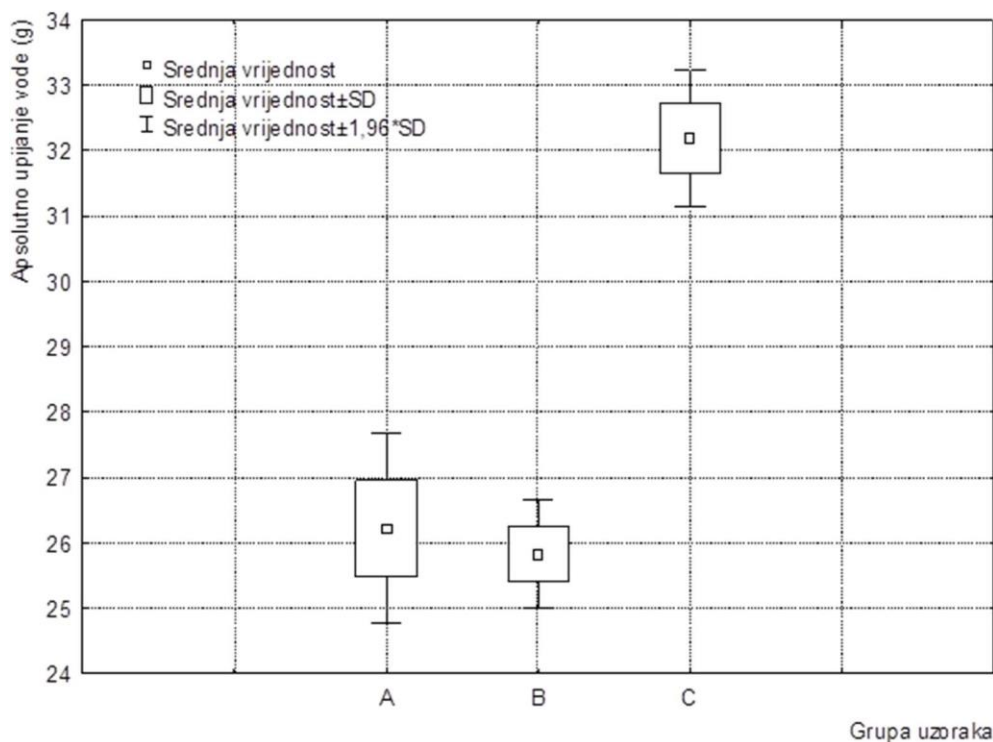 Apsolutno upijanje vode (g)
34
33
32
31
30
29
28
27
26
25
24
Srednja vrijednost
Srednja vrijednost±SD
Srednja vrijednost±1,96*SD
A B C
Grupa uzoraka